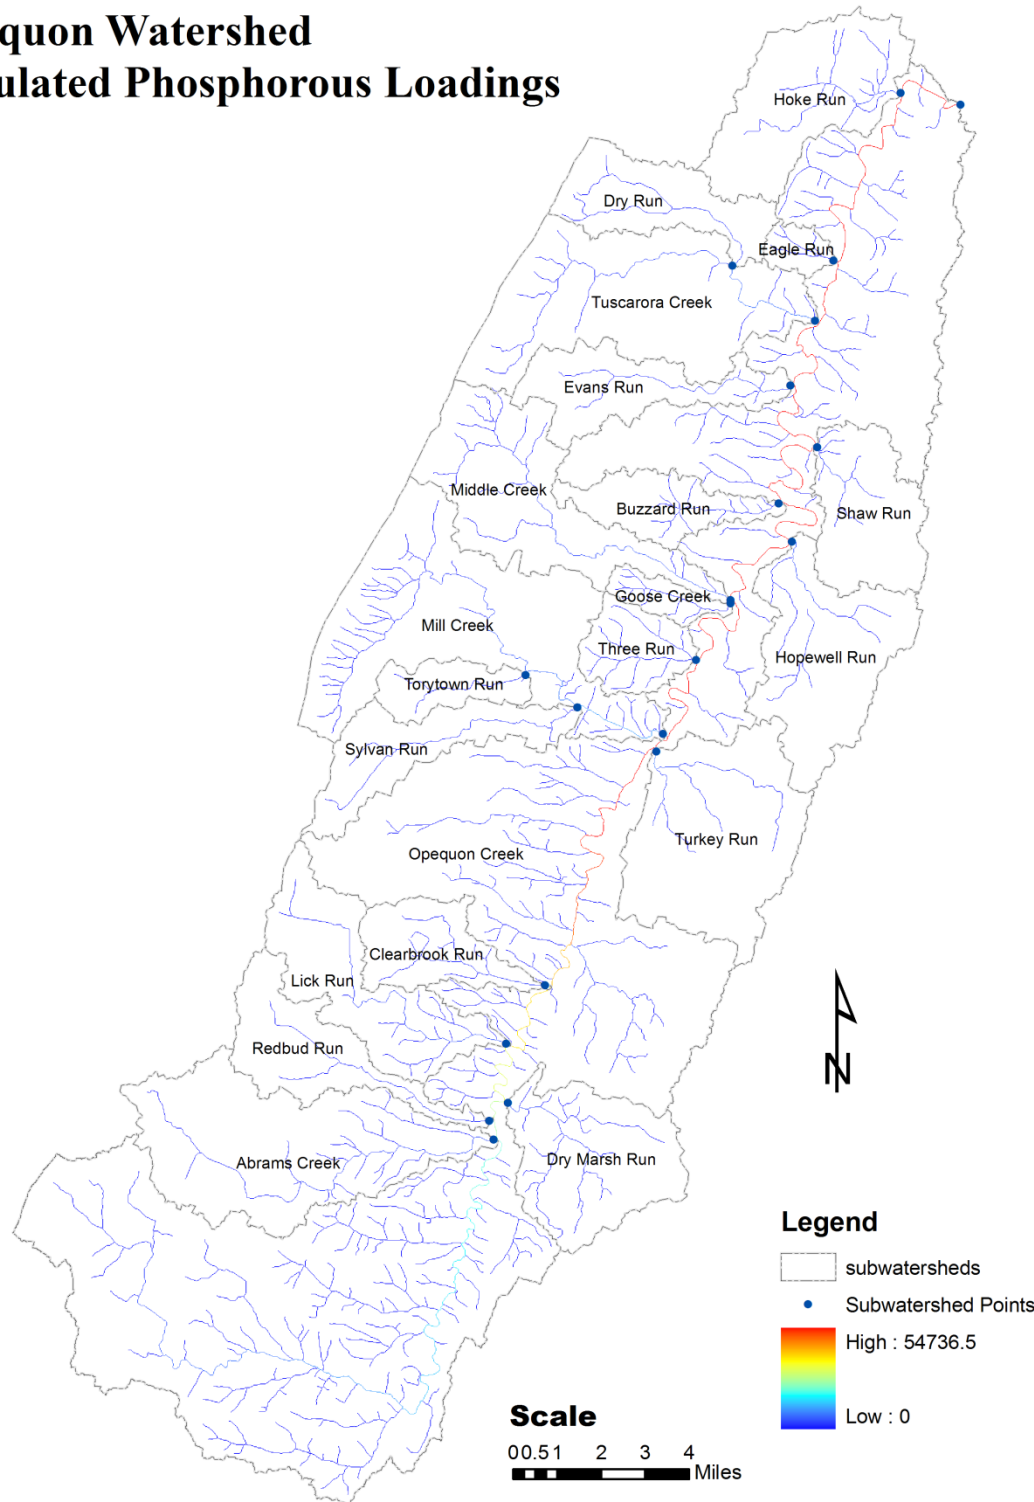 quon Watershed
ulated Phosphorous Loadings
Hoke Run
Dry Run
Eagle Run
Tuscarora Creek
Evans Run
Middle Creek
Buzzard Run
Shaw Run
Goose Creek
Mill Creek
Three Run
Hopewell Run
Torytown Run
Sylvan Run
Turkey Run
Opequon Creek
Clearbrook Run
Lick Run
Redbud Run
N
Abrams Creek
Dry Marsh Run
Legend
subwatersheds
Subwatershed Points
High : 54736.5
Low : 0
Scale
0 0.5 1 2 3 4
Miles